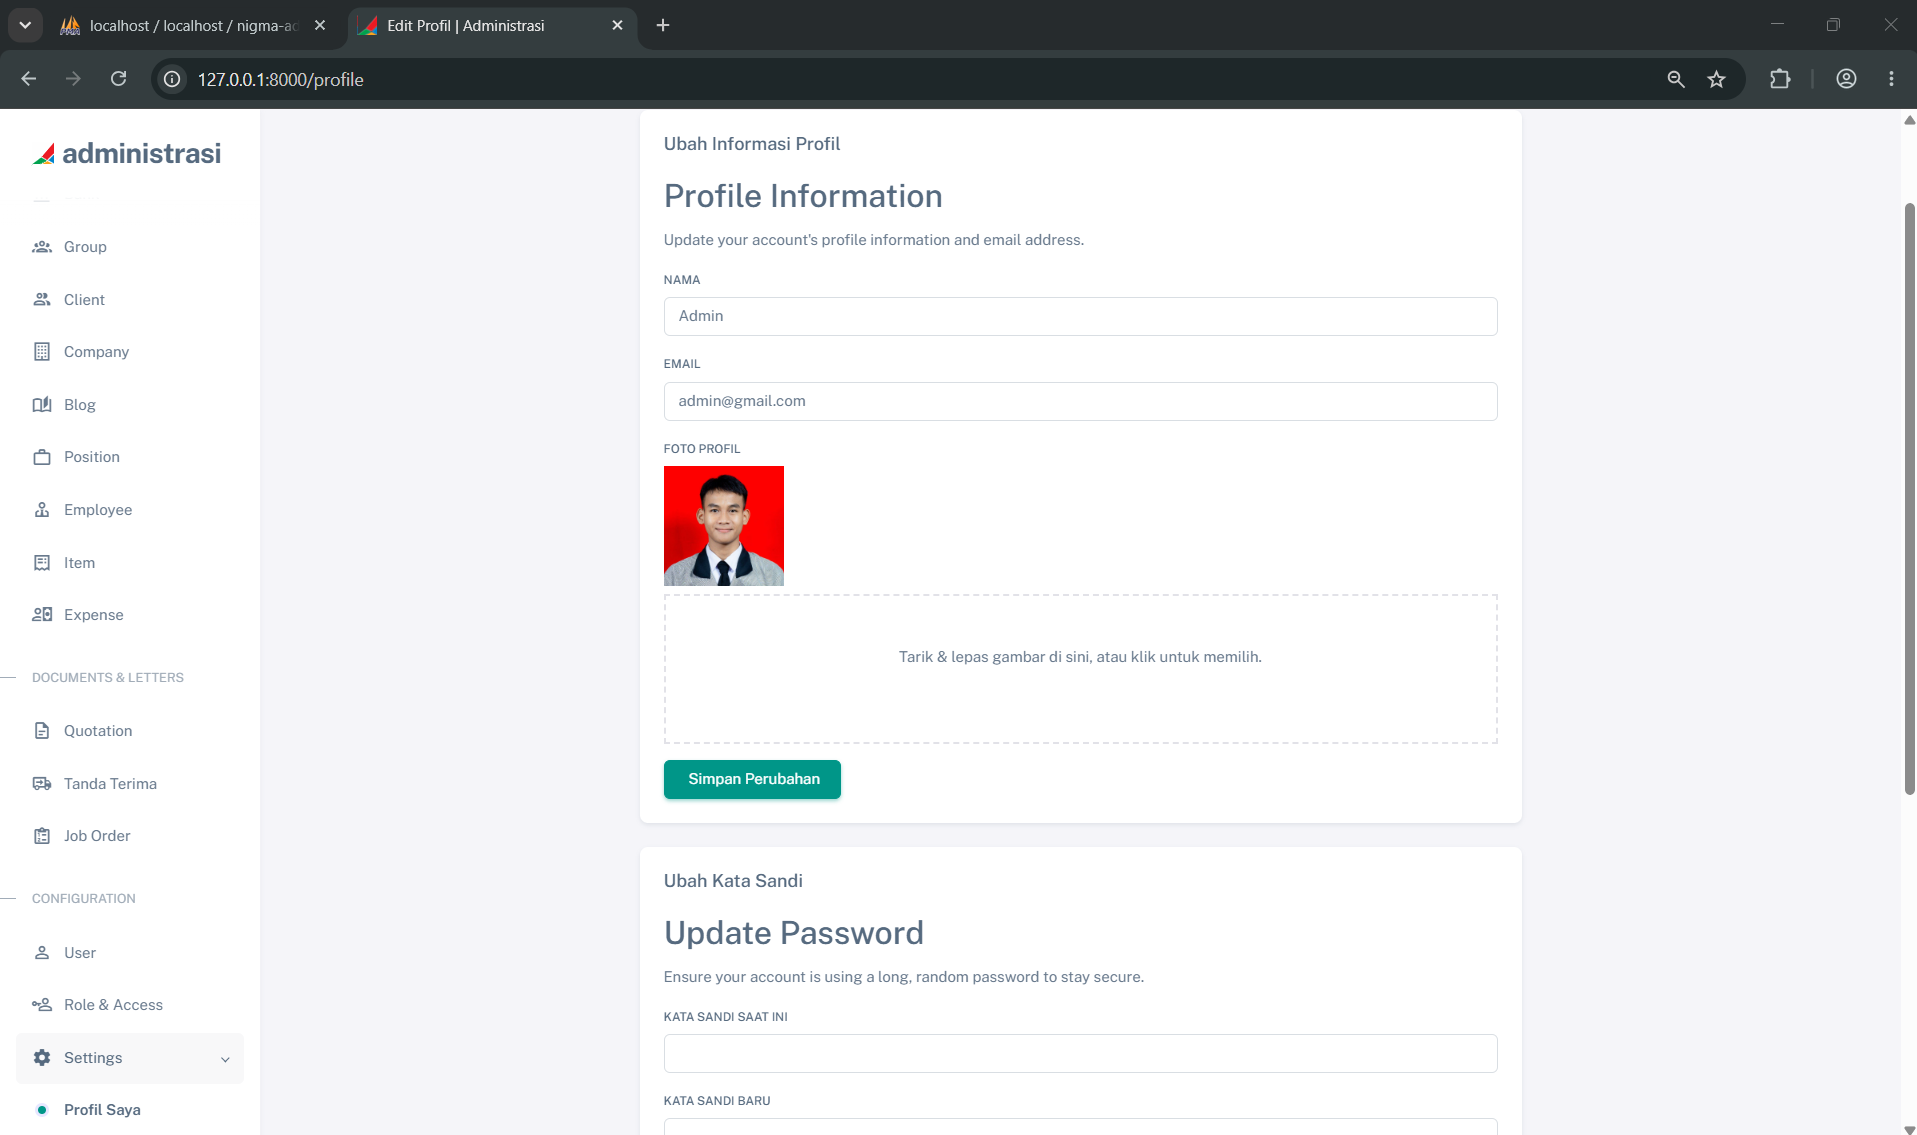 localhost / localhost / nigma-ad
Edit Profil | Administrasi
127.0.0.1:8000/profile
administrasi
Group
Client
Company
Blog
Position
Employee
Item
Expense
DOCUMENTS & LETTERS
Quotation
Tanda Terima
Job Order
CONFIGURATION
User
Role & Access
Settings
Profil Saya
Ubah Informasi Profil
Profile Information
Update your account's profile information and email address.
NAMA
Admin
EMAIL
admin@gmail.com
FOTO PROFIL
Tarik & lepas gambar di sini, atau klik untuk memilih.
Simpan Perubahan
Ubah Kata Sandi
Update Password
Ensure your account is using a long, random password to stay secure.
KATA SANDI SAAT INI
KATA SANDI BARU